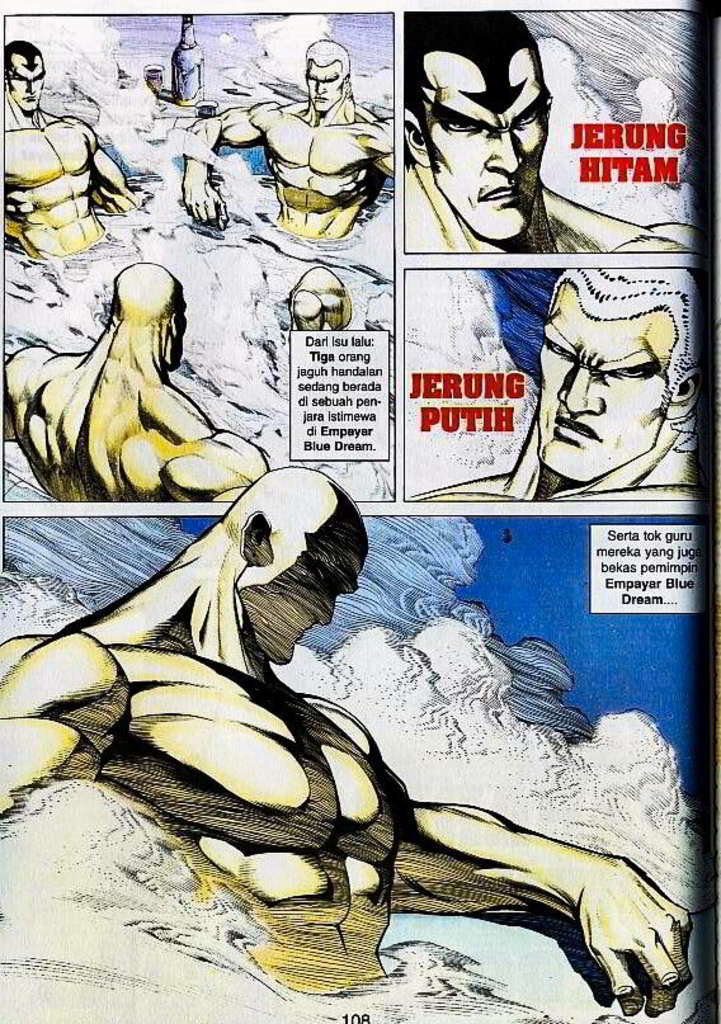 Dari isu lalu:
Tiga orang
jaguh handalan
sedang berada
di sebuah pen-
jara istimewa
di Empayar
Blue Dream.
JERUNG
HITAM
JERUNG
PUTIH
Serta tok guru
mereka yang juga
bekas pemimpin
Empayar Blue
Dream....
108